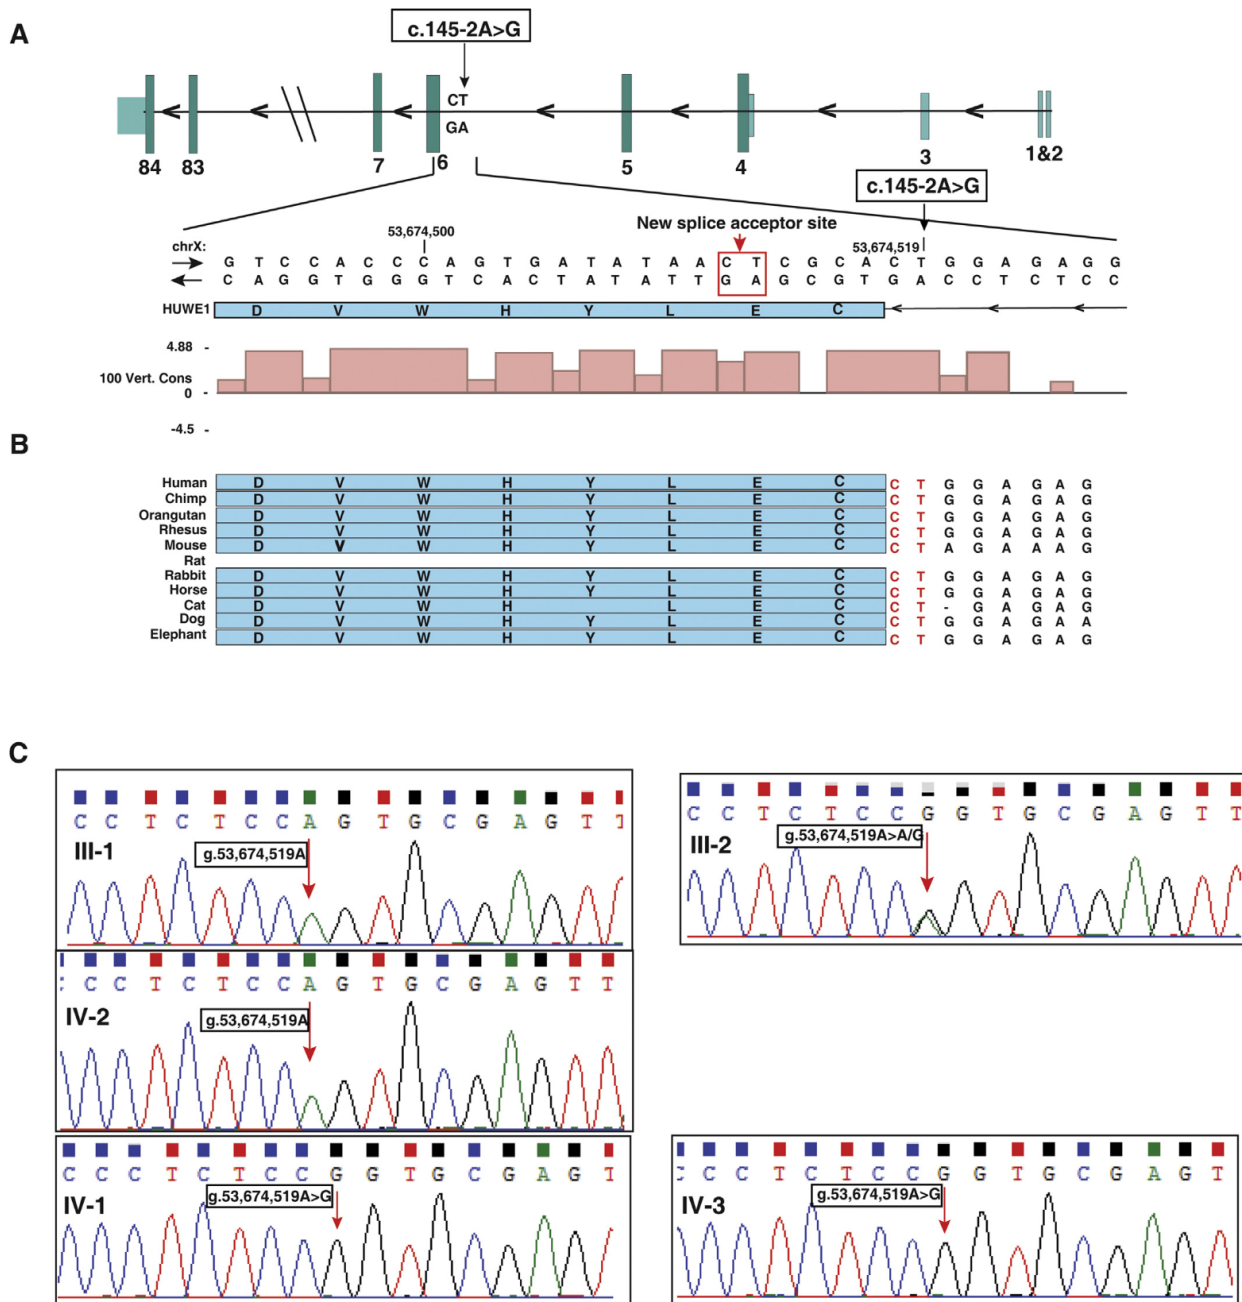 A
c.145-2A>G
CT
GA
84 83 7 6 5 4 3 1&2
c.145-2A>G
New splice acceptor site
53,674,500
53,674,519
chrX:
G T C C A C C C A G T G A T A T A A C T C G C A C T G G A G A G G
C A G G T G G G T C A C T A T A T T G A G C G T G A C C T C T C C
HUWE1 D V W H Y L E C
4.88 -
100 Vert. Cons
0 -
-4.5 -
B
Human D V W H Y L E C C T G G A G A G
Chimp D V W H Y L E C C T G G A G A G
Orangutan D V W H Y L E C C T G G A G A G
Rhesus D V W H Y L E C C T G G A G A G
Mouse D V W H Y L E C C T A G A A A G
Rat
Rabbit D V W H Y L E C C T G G A G A G
Horse D V W H Y L E C C T G G A G A G
Cat D V W H L E C C T - G A G A G
Dog D V W H Y L E C C T G G A G A A
Elephant D V W H Y L E C C T G G A G A G
C
C C T C T C C A G T G C G A G T T
III-1
g.53,674,519A
C C T C T C C G G T G C G A G T T
g.53,674,519A>A/G
III-2
C C T C T C C A G T G C G A G T T
IV-2
g.53,674,519A
C C C T C T C C G G T G C G A G T
g.53,674,519A>G
IV-1
C C C T C T C C G G T G C G A G T
g.53,674,519A>G
IV-3